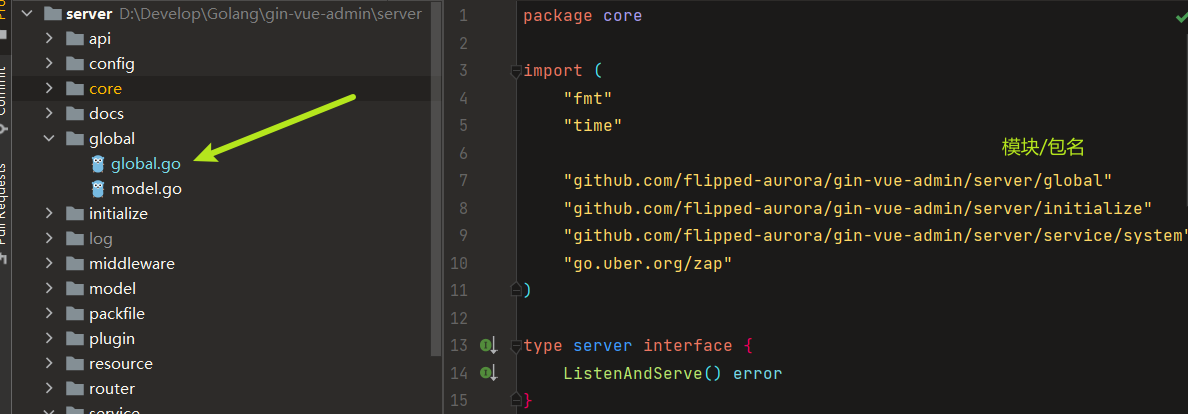 server D:\Develop\Golang\gin-vue-admin\server
api
config
core
docs
global
global.go
model.go
initialize
log
middleware
model
packfile
plugin
resource
router
service
Commit
Pull Requests
1 package core
2
3 import (
4 "fmt"
5 "time"
6
模块/包名
7 "github.com/flipped-aurora/gin-vue-admin/server/global"
8 "github.com/flipped-aurora/gin-vue-admin/server/initialize"
9 "github.com/flipped-aurora/gin-vue-admin/server/service/system"
10 "go.uber.org/zap"
11 )
12
13 type server interface {
14 ListenAndServe() error
15 }